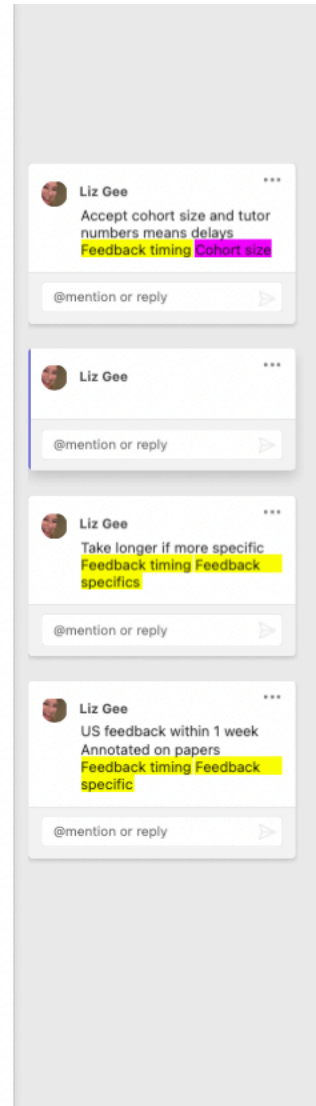 Liz Gee
Accept cohort size and tutor
numbers means delays
Feedback timing Cohort size
@mention or reply
Liz Gee
@mention or reply
Liz Gee
Take longer if more specific
Feedback timing Feedback
specifics
@mention or reply
Liz Gee
US feedback within 1 week
Annotated on papers
Feedback timing Feedback
specific
@mention or reply